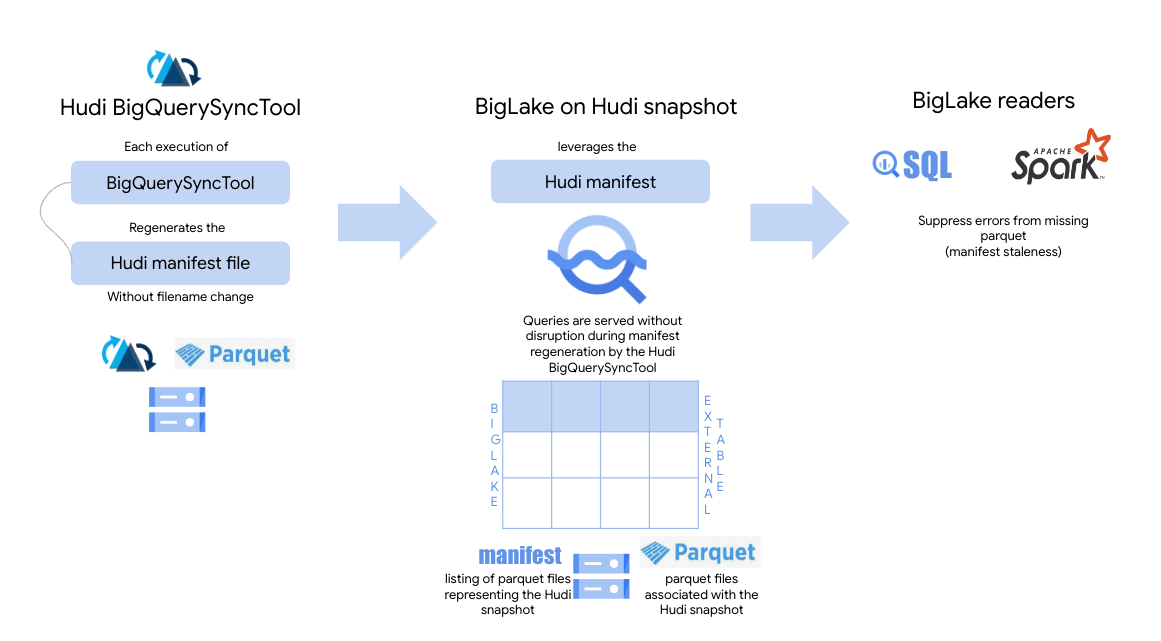 Hudi BigQuerySyncTool
Each execution of
BigQuerySyncTool
Regenerates the
Hudi manifest file
Without filename change
Parquet
BigLake on Hudi snapshot
leverages the
Hudi manifest
Queries are served without
disruption during manifest
regeneration by the Hudi
BigQuerySyncTool
BIGLAKE
EXTERNAL
TABLE
manifest
listing of parquet files
representing the Hudi
snapshot
Parquet
parquet files
associated with the
Hudi snapshot
BigLake readers
SQL
APACHE
Spark™
Suppress errors from missing
parquet
(manifest staleness)